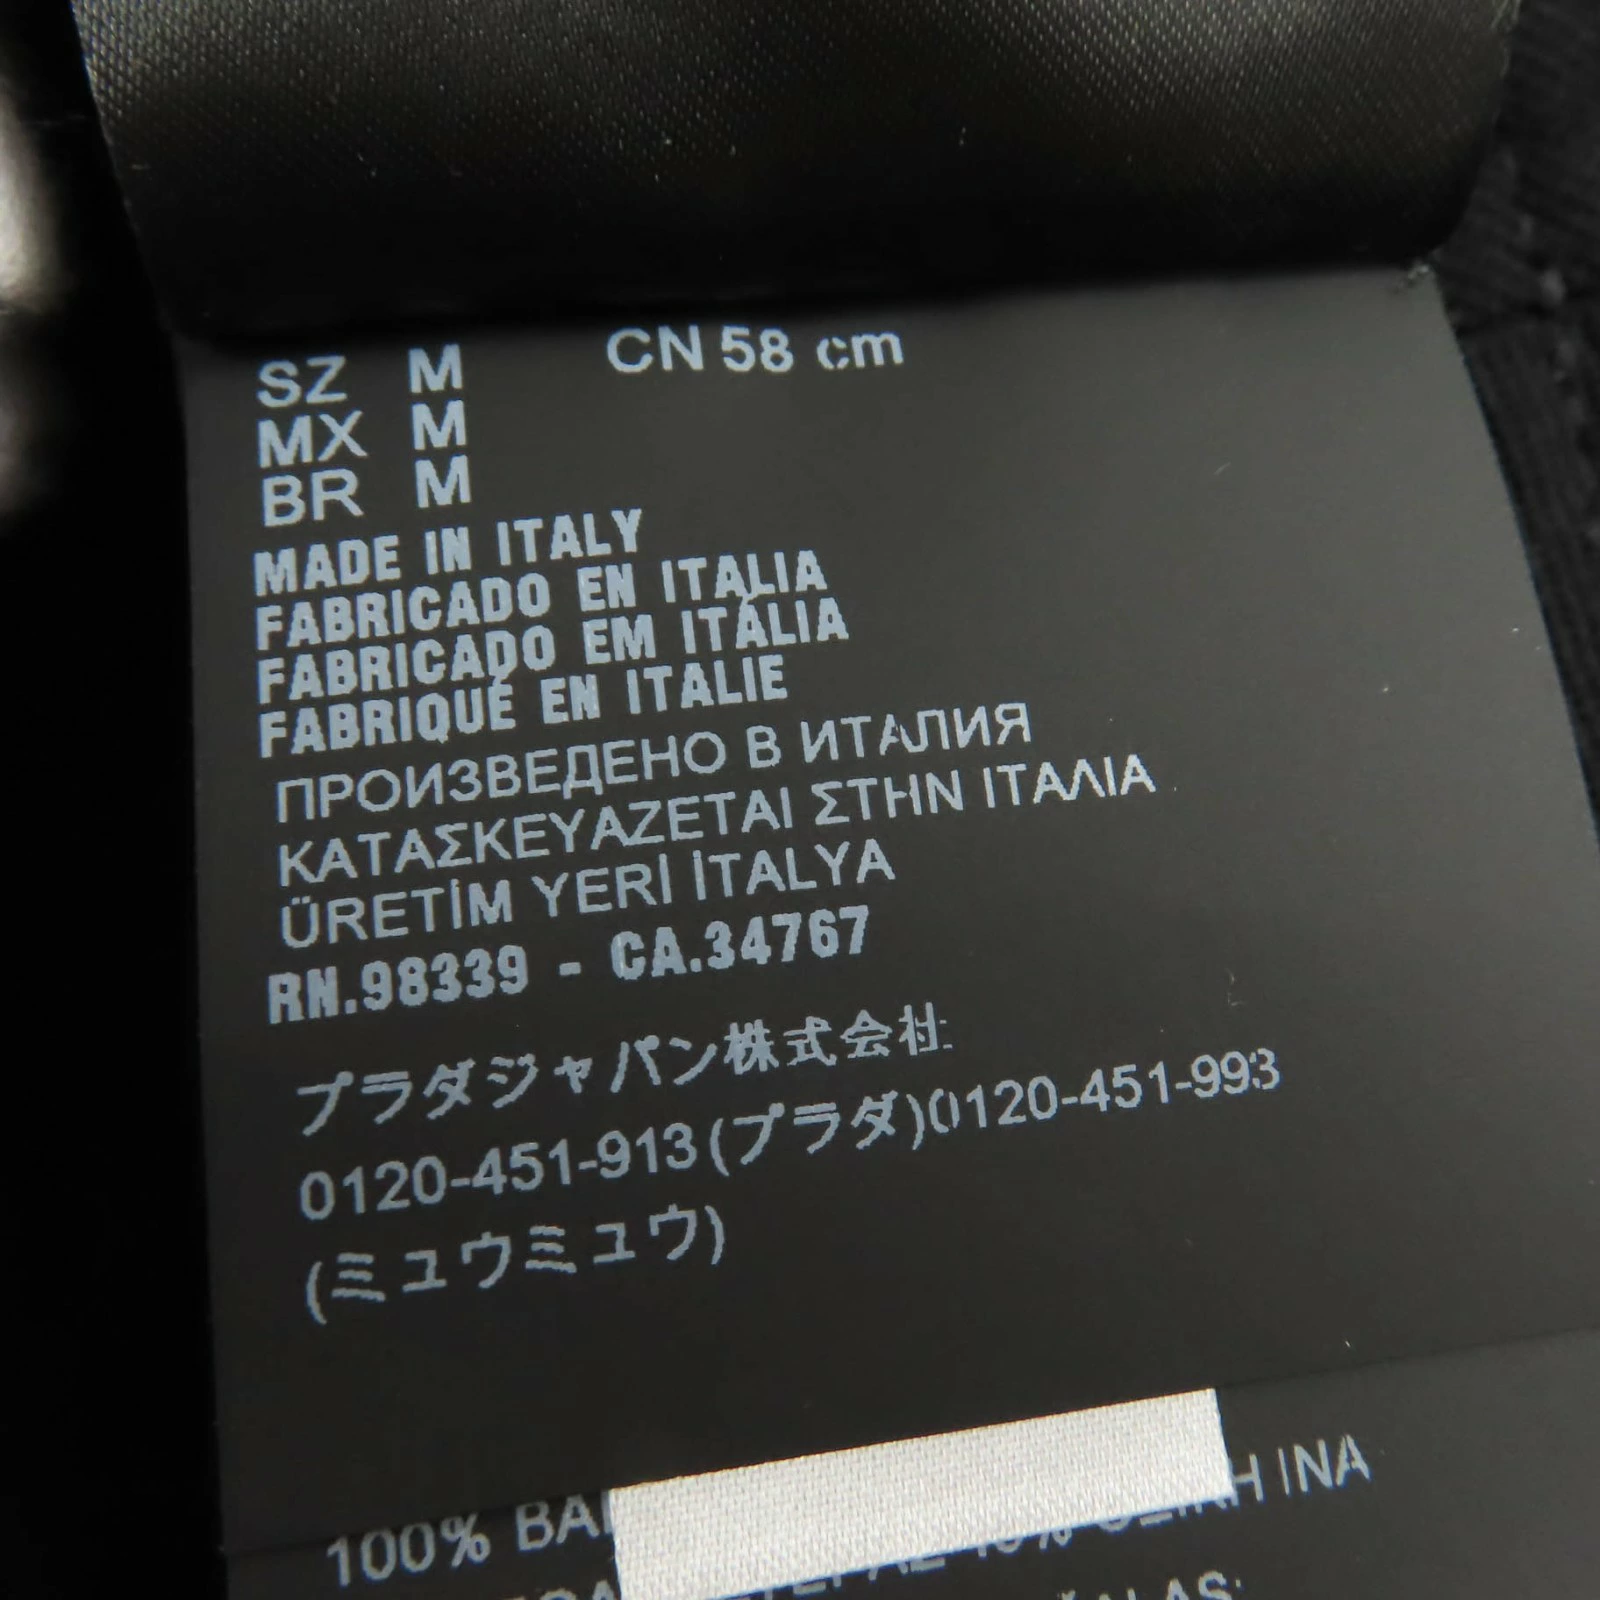 SZ M CN 58 cm
MX M
BR M
MADE IN ITALY
FABRICADO EN ITALIA
FABRICADO EM ITÁLIA
FABRIQUÉ EN ITALIE
ПРОИЗВЕДЕНО В ИТАЛИЯ
ΚΑΤΑΣΚΕΥΑΖΕΤΑΙ ΣΤΗΝ ΙΤΑΛΙΑ
ÜRETİM YERİ İTALYA
RN.98339 - CA.34767
プラダジャパン株式会社
0120-451-913(プラダ)0120-451-993
(ミュウミュウ)
100%